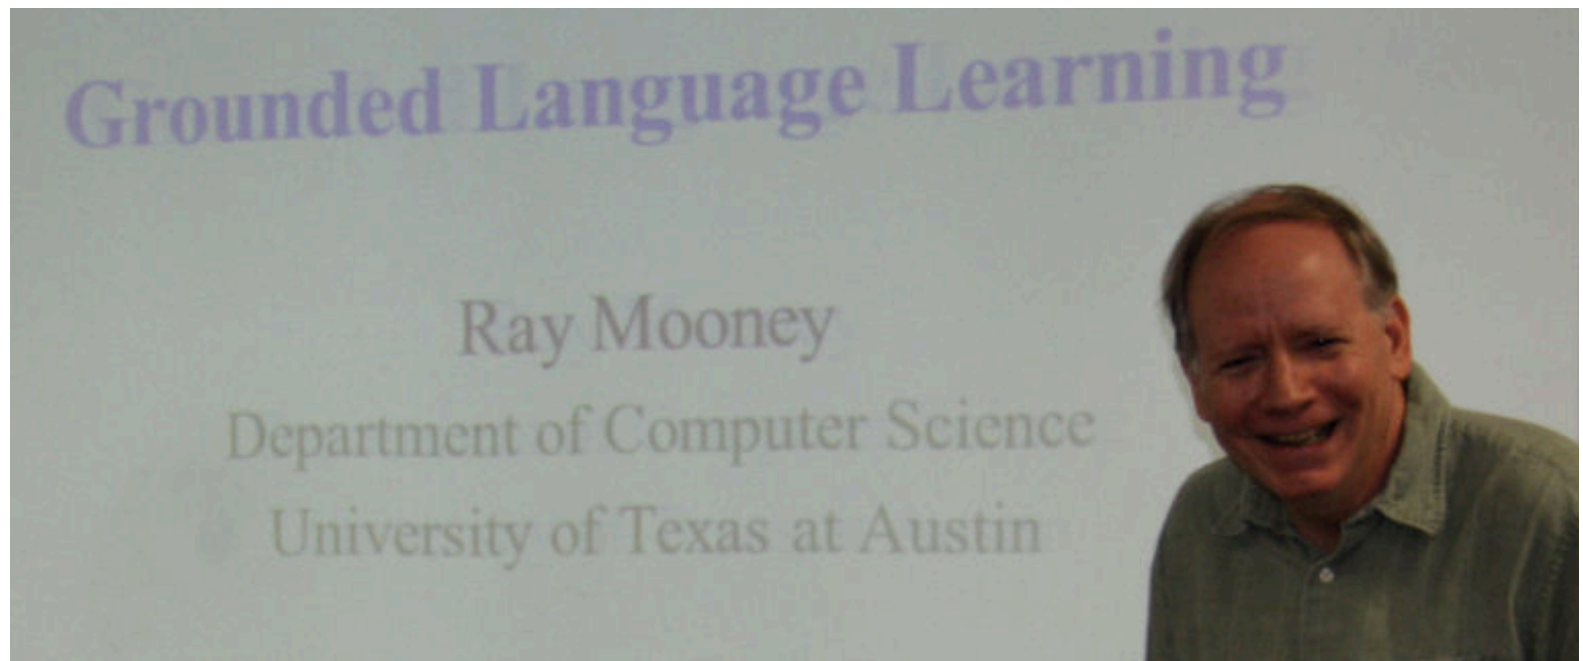 Grounded Language Learning
Ray Mooney
Department of Computer Science
University of Texas at Austin